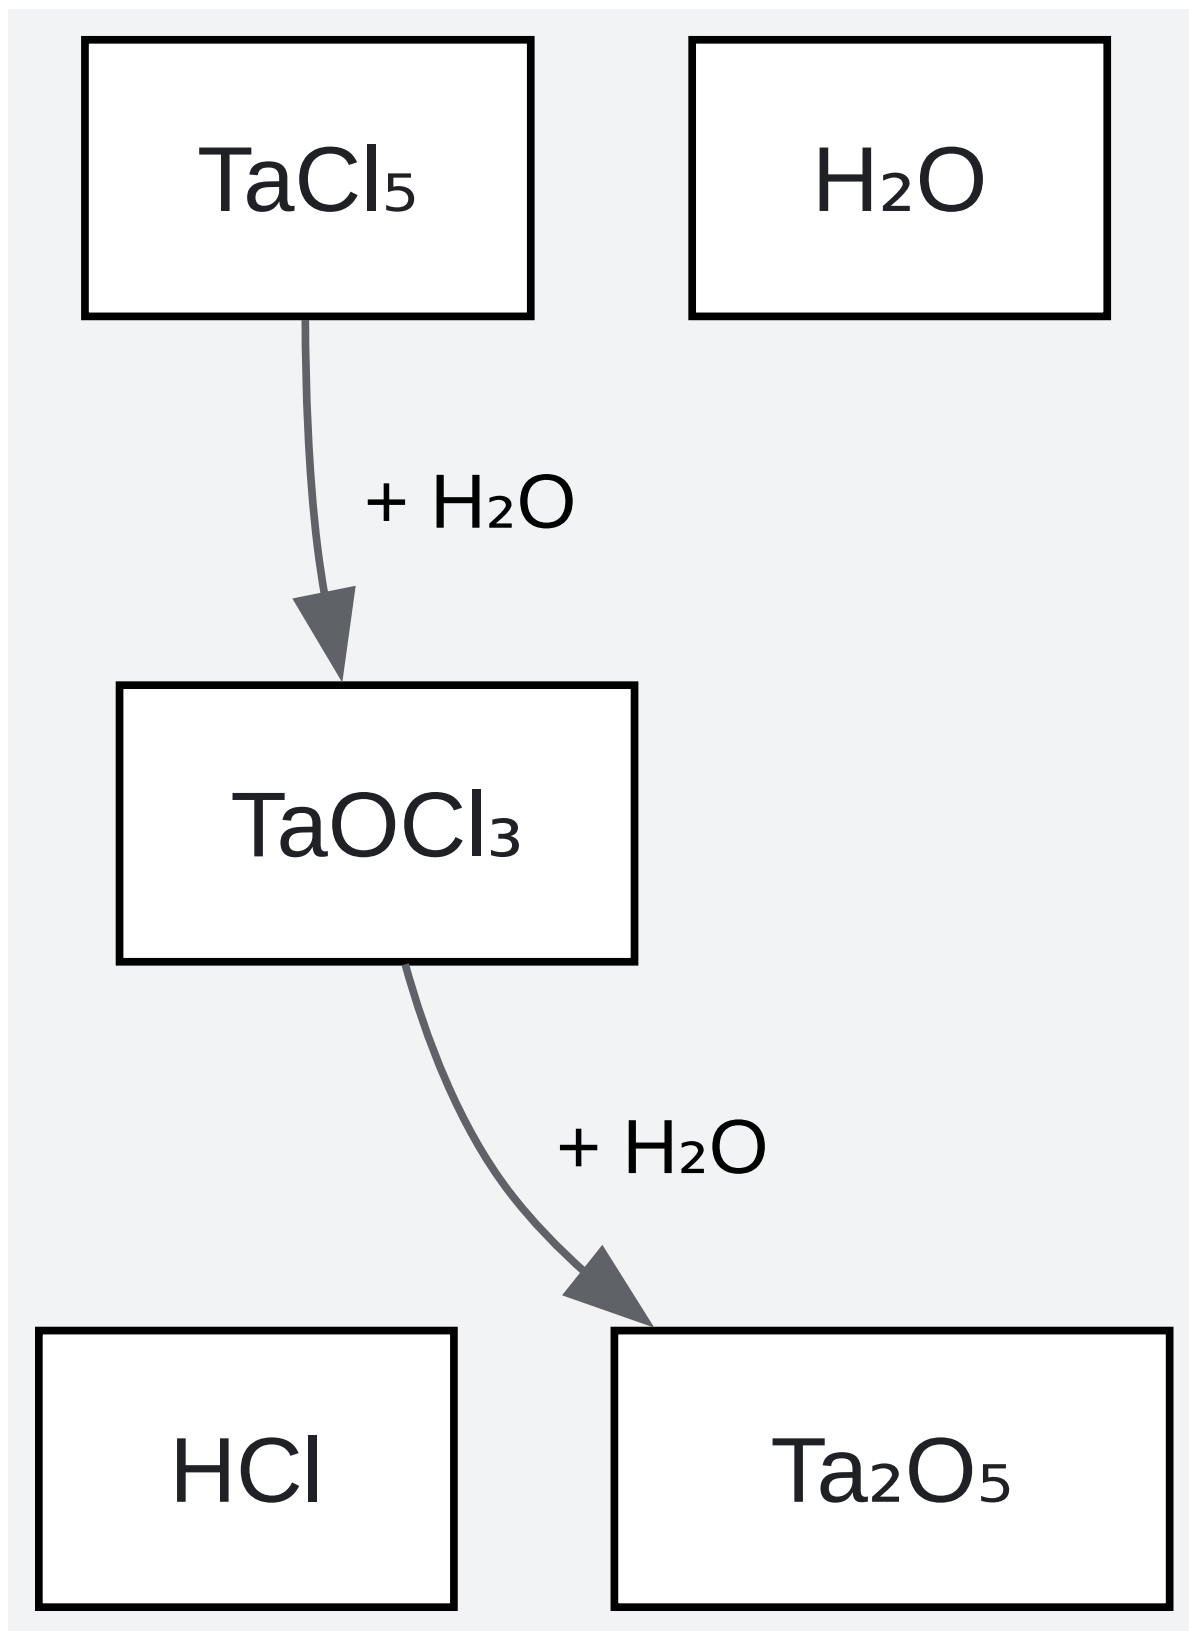 TaCl₅
H₂O
+ H₂O
TaOCl₃
+ H₂O
HCl
Ta₂O₅